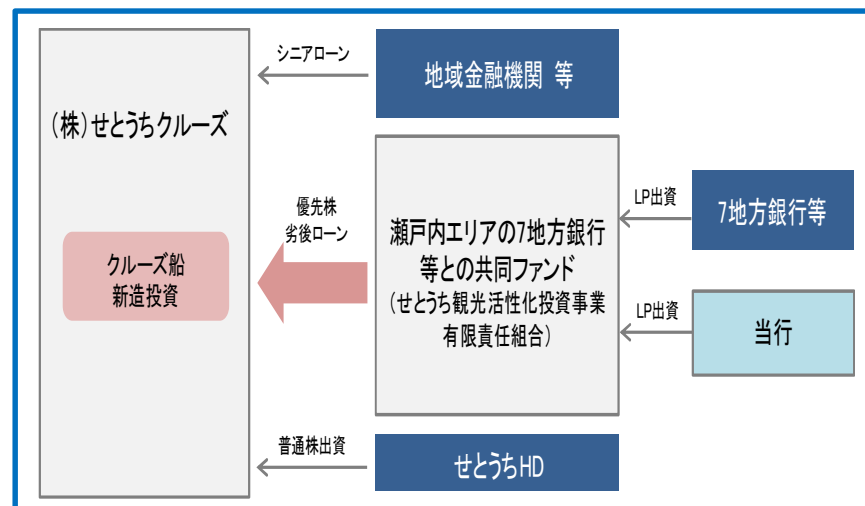 (株)せとうちクルーズ
クルーズ船
新造投資
シニアローン
地域金融機関 等
優先株
劣後ローン
瀬戸内エリアの7地方銀行
等との共同ファンド
(せとうち観光活性化投資事業
有限責任組合)
LP出資
7地方銀行等
LP出資
当行
普通株出資
せとうちHD